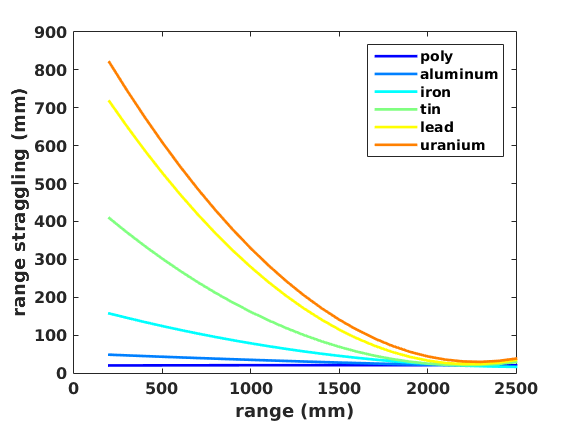 900
800
700
600
500
400
300
200
100
0
range straggling (mm)
0 500 1000 1500 2000 2500
range (mm)
poly
aluminum
iron
tin
lead
uranium